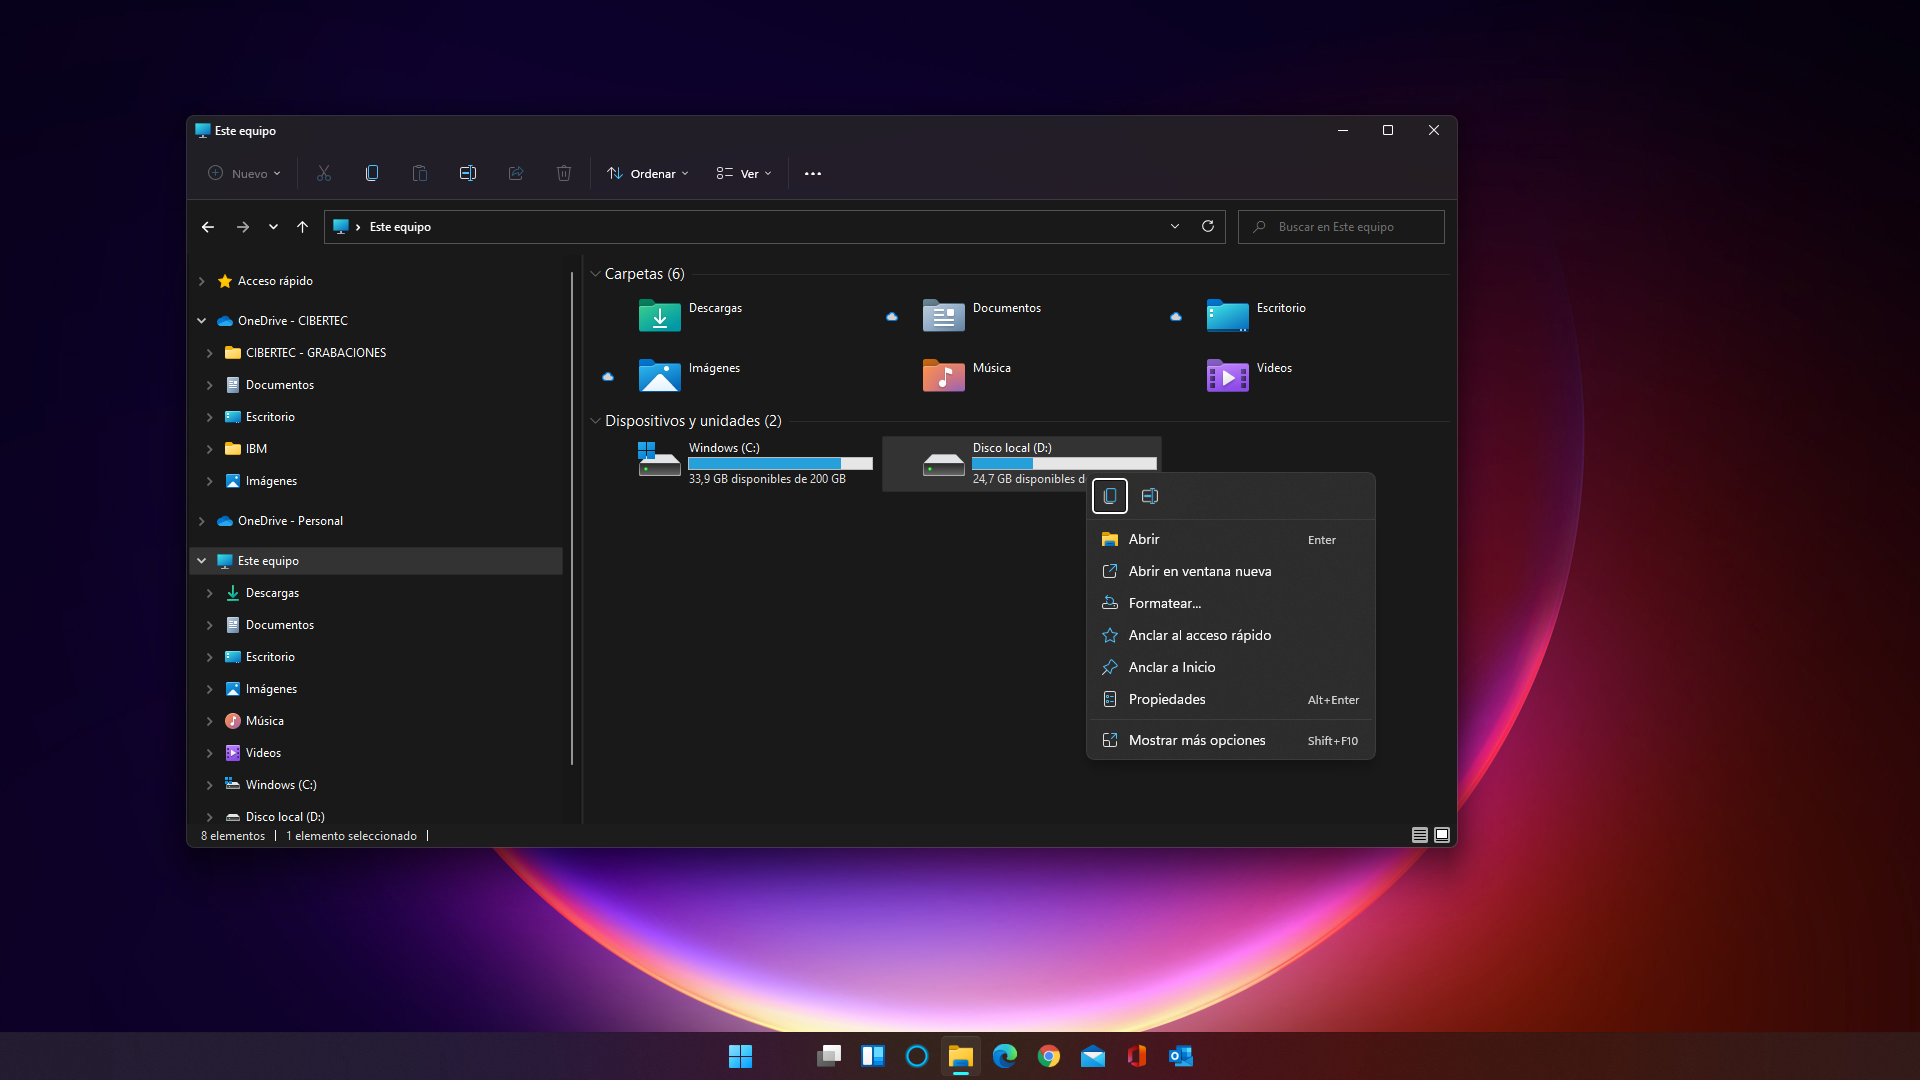 Este equipo
Nuevo
Ordenar
Ver
Este equipo
Buscar en Este equipo
Acceso rápido
OneDrive - CIBERTEC
CIBERTEC - GRABACIONES
Documentos
Escritorio
IBM
Imágenes
OneDrive - Personal
Este equipo
Descargas
Documentos
Escritorio
Imágenes
Música
Videos
Windows (C:)
Disco local (D:)
Carpetas (6)
Descargas
Documentos
Escritorio
Imágenes
Música
Videos
Dispositivos y unidades (2)
Windows (C:)
33,9 GB disponibles de 200 GB
Disco local (D:)
24,7 GB disponibles d
Abrir Enter
Abrir en ventana nueva
Formatear...
Anclar al acceso rápido
Anclar a Inicio
Propiedades Alt+Enter
Mostrar más opciones Shift+F10
8 elementos
1 elemento seleccionado